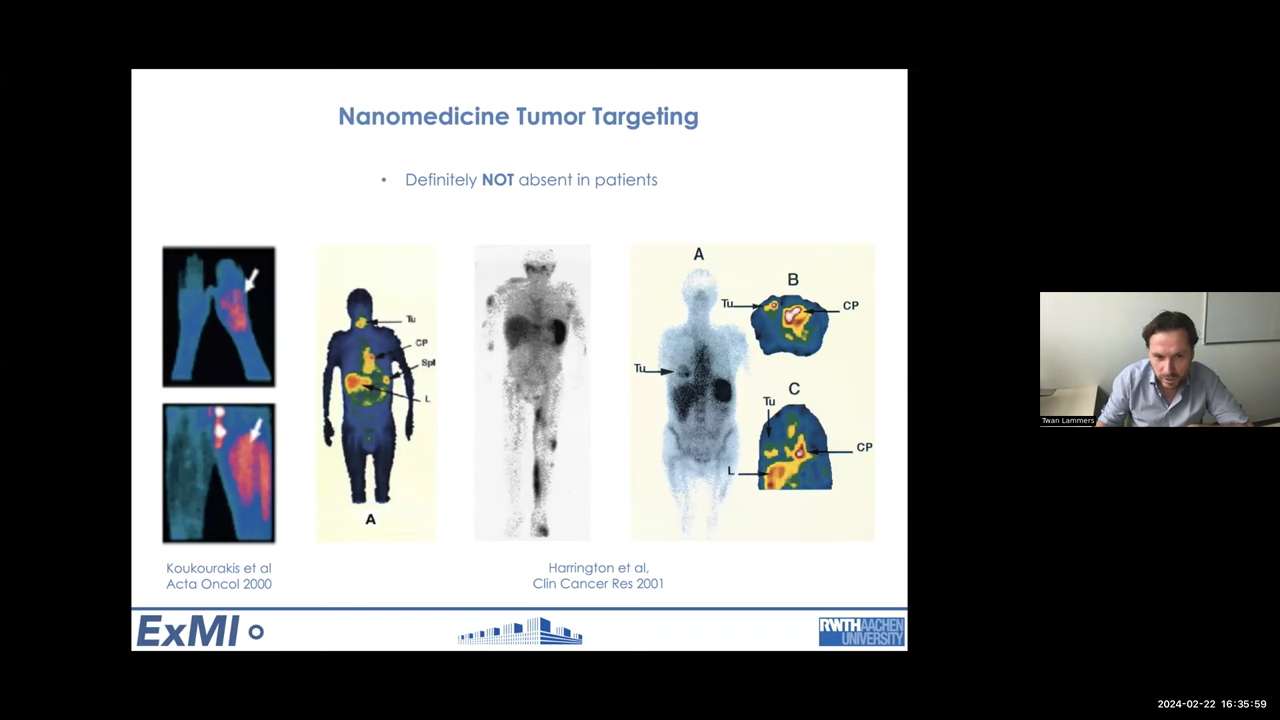 Nanomedicine Tumor Targeting
• Definitely NOT absent in patients
Tu
CP
Spl
L
A
A
Tu
L
B
Tu
CP
C
Tu
CP
Koukourakis et al
Acta Oncol 2000
Harrington et al,
Clin Cancer Res 2001
ExMI
RWTHAACHEN
UNIVERSITY
Twan Lammers
2024-02-22 16:35:59